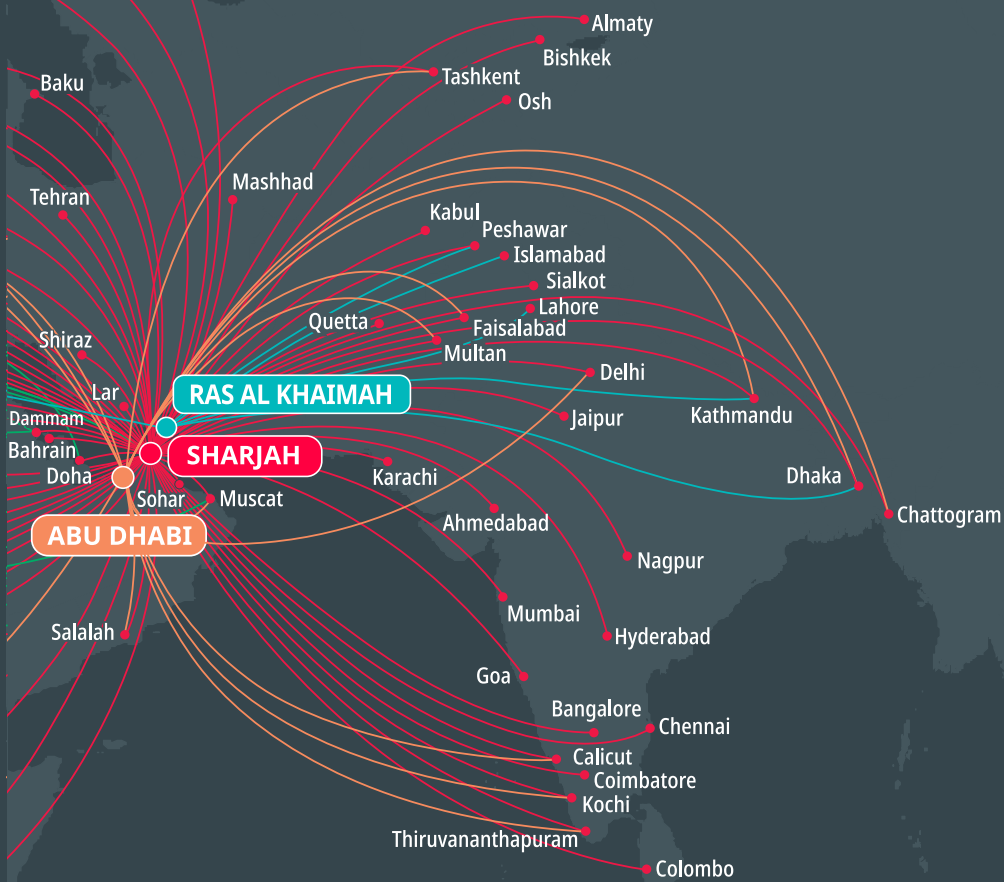 Almaty
Bishkek
Tashkent
Baku
Osh
Mashhad
Tehran
Kabul
Peshawar
Islamabad
Sialkot
Lahore
Quetta
Faisalabad
Shiraz
Multan
Delhi
Lar
RAS AL KHAIMAH
Kathmandu
Dammam
Jaipur
Bahrain
SHARJAH
Doha
Karachi
Dhaka
Sohar
Muscat
Chattogram
Ahmedabad
ABU DHABI
Nagpur
Mumbai
Salalah
Hyderabad
Goa
Bangalore
Chennai
Calicut
Coimbatore
Kochi
Thiruvananthapuram
Colombo